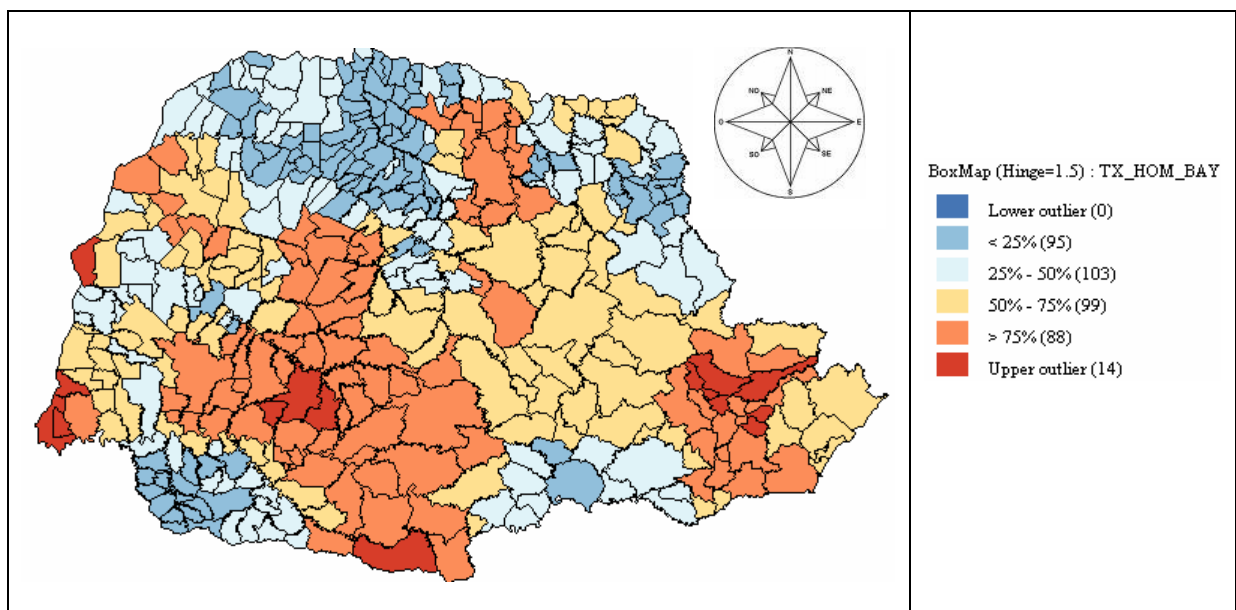 N
NO
NE
O
E
SO
SE
S
BoxMap (Hinge=1.5) : TX_HOM_BAY
Lower outlier (0)
< 25% (95)
25% - 50% (103)
50% - 75% (99)
> 75% (88)
Upper outlier (14)